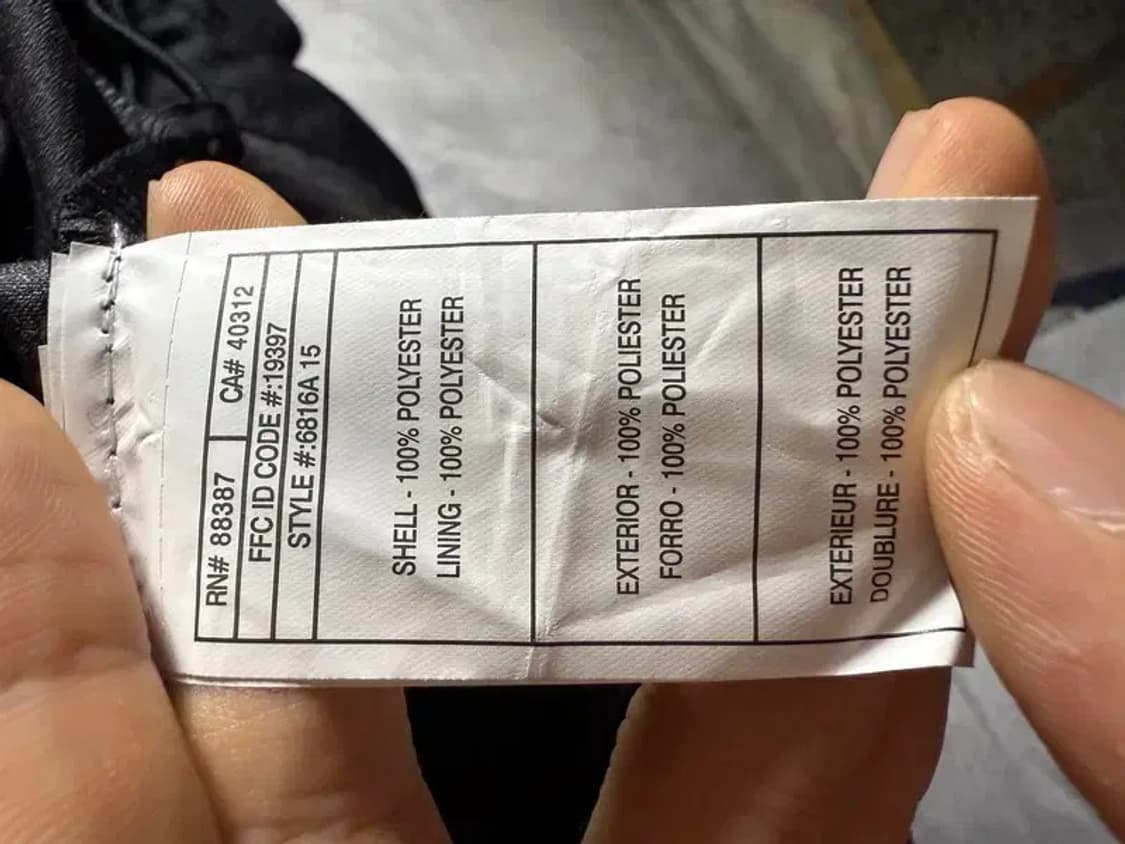 RN# 88387 CA# 40312
FFC ID CODE #:19397
STYLE #:6816A 15
SHELL - 100% POLYESTER
LINING - 100% POLYESTER
EXTERIOR - 100% POLIESTER
FORRO - 100% POLIESTER
EXTERIEUR - 100% POLYESTER
DOUBLURE - 100% POLYESTER